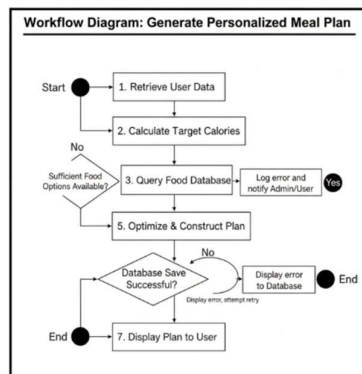 Workflow Diagram: Generate Personalized Meal Plan
Start
1. Retrieve User Data
2. Calculate Target Calories
No
Sufficient Food
Options Available?
3. Query Food Database
Log error and
notify Admin/User
Yes
5. Optimize & Construct Plan
No
Database Save
Successful?
Display error
to Database
End
Display error, attempt retry
End
7. Display Plan to User